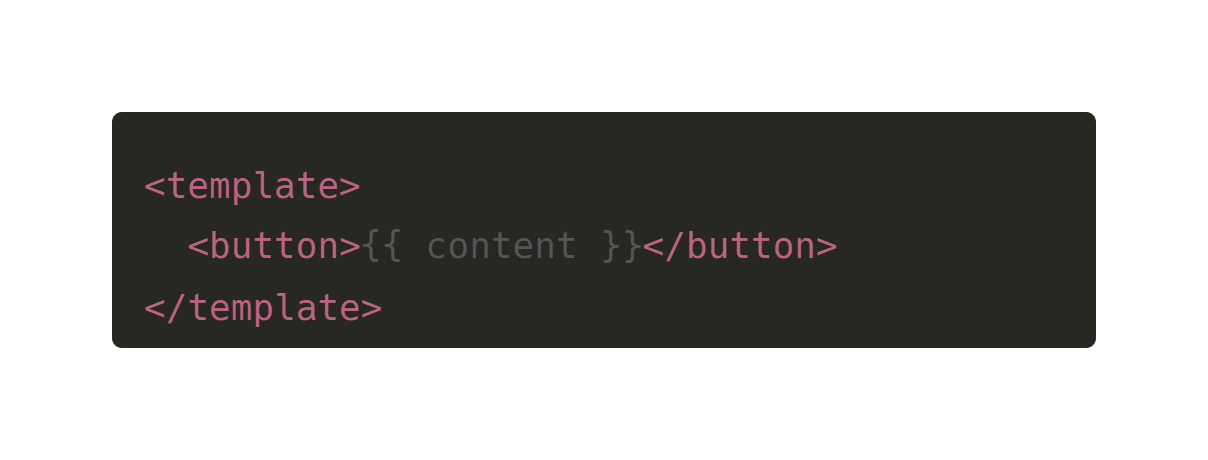 <template>
  <button>{{ content }}</button>
</template>